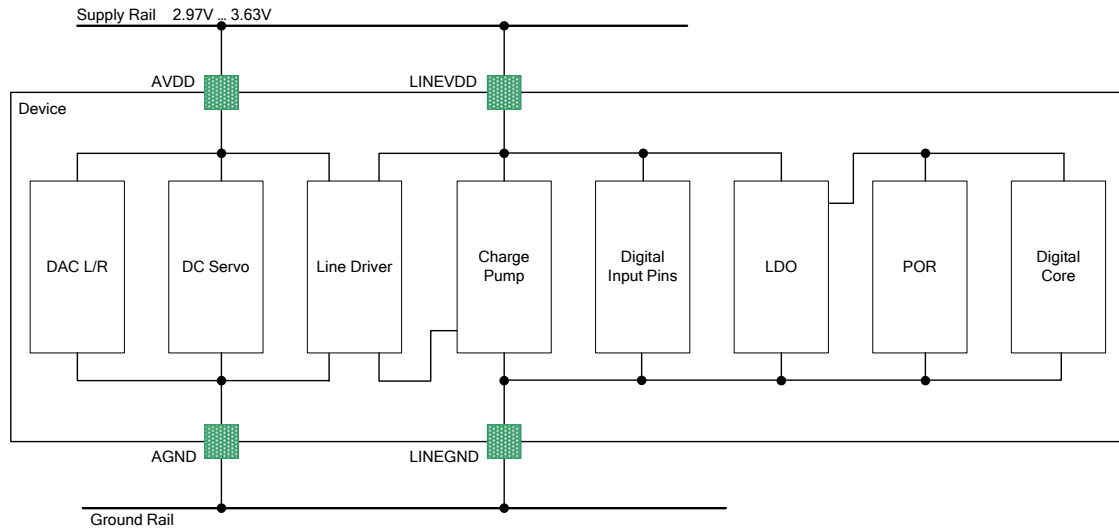 Supply Rail 2.97V ... 3.63V
AVDD
LINEVDD
Device
DAC L/R
DC Servo
Line Driver
Charge
Pump
Digital
Input Pins
LDO
POR
Digital
Core
AGND
LINEGND
Ground Rail